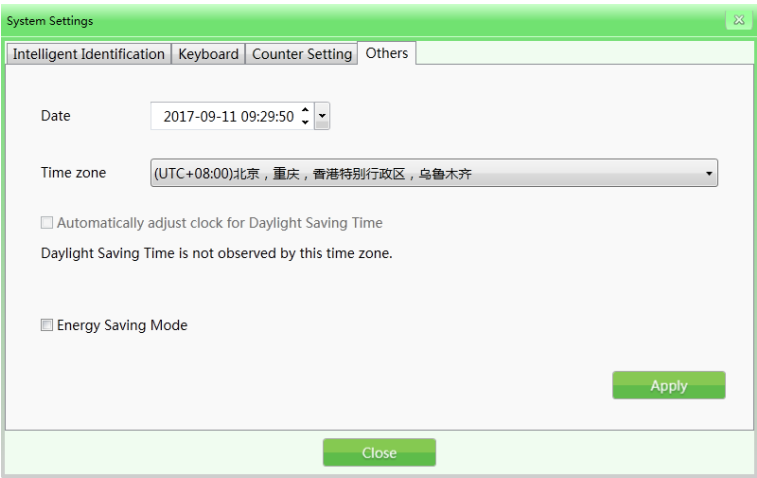 System Settings
Intelligent Identification Keyboard Counter Setting Others
Date 2017-09-11 09:29:50
Time zone (UTC+08:00)北京，重庆，香港特别行政区，乌鲁木齐
Automatically adjust clock for Daylight Saving Time
Daylight Saving Time is not observed by this time zone.
Energy Saving Mode
Apply
Close